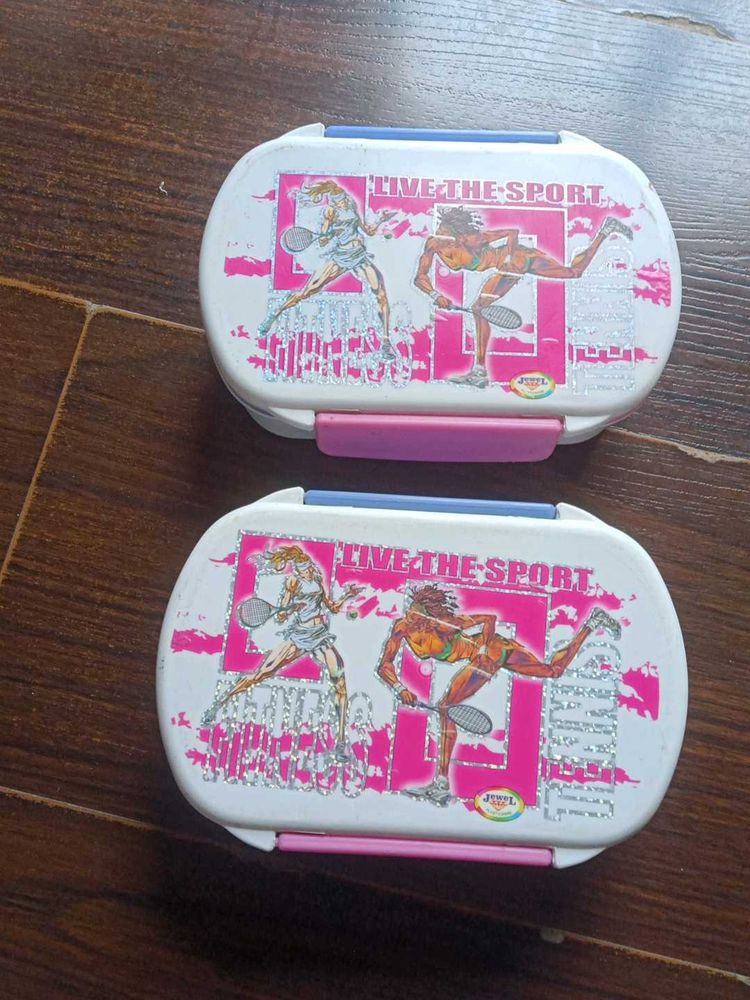 LIVE THE SPORT
FITNESS
TENNIS
JEWEL
LIVE THE SPORT
FITNESS
TENNIS
JEWEL